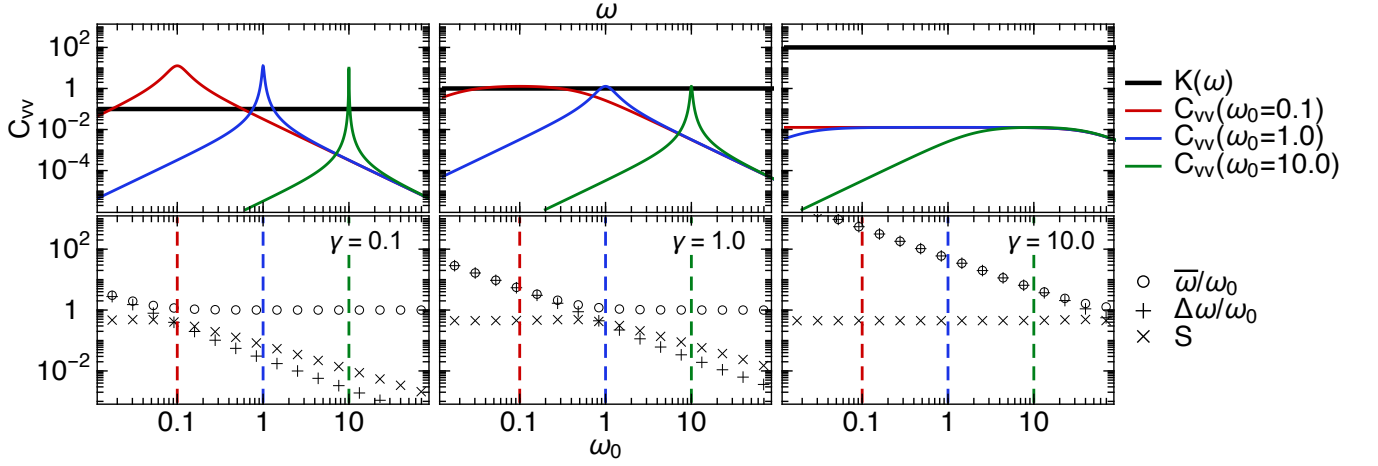 ω
10²
1
10⁻²
10⁻⁴
C_vv
K(ω)
C_vv(ω₀=0.1)
C_vv(ω₀=1.0)
C_vv(ω₀=10.0)
10²
1
10⁻²
γ = 0.1
γ = 1.0
γ = 10.0
ω̅/ω₀
Δω/ω₀
S
0.1 1 10 0.1 1 10 0.1 1 10
ω₀